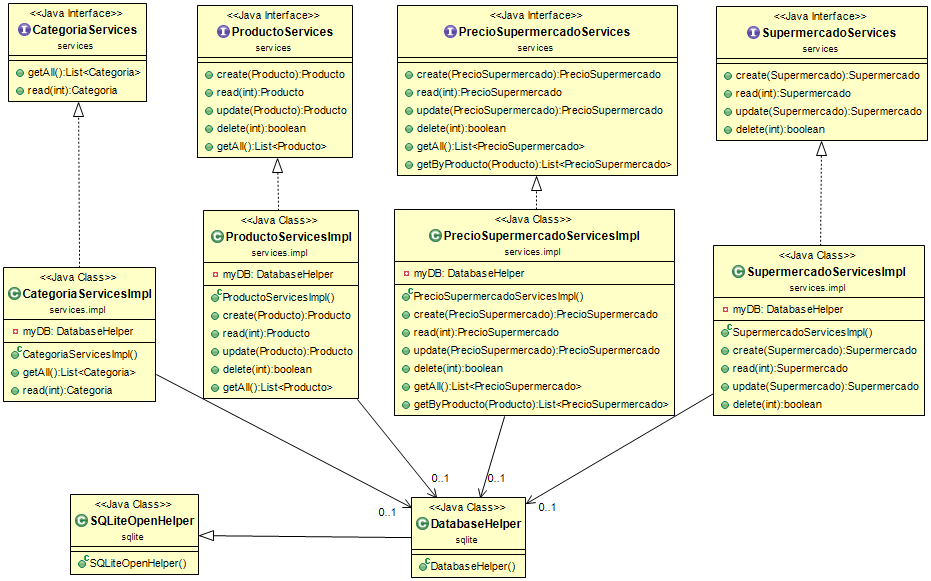 <<Java Interface>>
CategoriaServices
services
getAll():List<Categoria>
read(int):Categoria
<<Java Interface>>
ProductoServices
services
create(Producto):Producto
read(int):Producto
update(Producto):Producto
delete(int):boolean
getAll():List<Producto>
<<Java Interface>>
PrecioSupermercadoServices
services
create(PrecioSupermercado):PrecioSupermercado
read(int):PrecioSupermercado
update(PrecioSupermercado):PrecioSupermercado
delete(int):boolean
getAll():List<PrecioSupermercado>
getByProducto(Producto):List<PrecioSupermercado>
<<Java Interface>>
SupermercadoServices
services
create(Supermercado):Supermercado
read(int):Supermercado
update(Supermercado):Supermercado
delete(int):boolean
<<Java Class>>
CategoriaServicesImpl
services.impl
myDB: DatabaseHelper
CategoriaServicesImpl()
getAll():List<Categoria>
read(int):Categoria
<<Java Class>>
ProductoServicesImpl
services.impl
myDB: DatabaseHelper
ProductoServicesImpl()
create(Producto):Producto
read(int):Producto
update(Producto):Producto
delete(int):boolean
getAll():List<Producto>
<<Java Class>>
PrecioSupermercadoServicesImpl
services.impl
myDB: DatabaseHelper
PrecioSupermercadoServicesImpl()
create(PrecioSupermercado):PrecioSupermercado
read(int):PrecioSupermercado
update(PrecioSupermercado):PrecioSupermercado
delete(int):boolean
getAll():List<PrecioSupermercado>
getByProducto(Producto):List<PrecioSupermercado>
<<Java Class>>
SupermercadoServicesImpl
services.impl
myDB: DatabaseHelper
SupermercadoServicesImpl()
create(Supermercado):Supermercado
read(int):Supermercado
update(Supermercado):Supermercado
delete(int):boolean
0..1
0..1
0..1
0..1
<<Java Class>>
SQLiteOpenHelper
sqlite
SQLiteOpenHelper()
<<Java Class>>
DatabaseHelper
sqlite
DatabaseHelper()